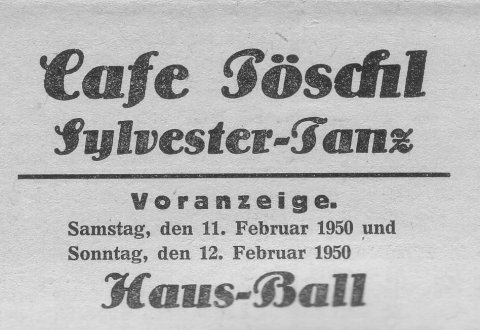 Cafe Pöschl
Sylvester-Tanz
Voranzeige.
Samstag, den 11. Februar 1950 und
Sonntag, den 12. Februar 1950
Haus-Ball